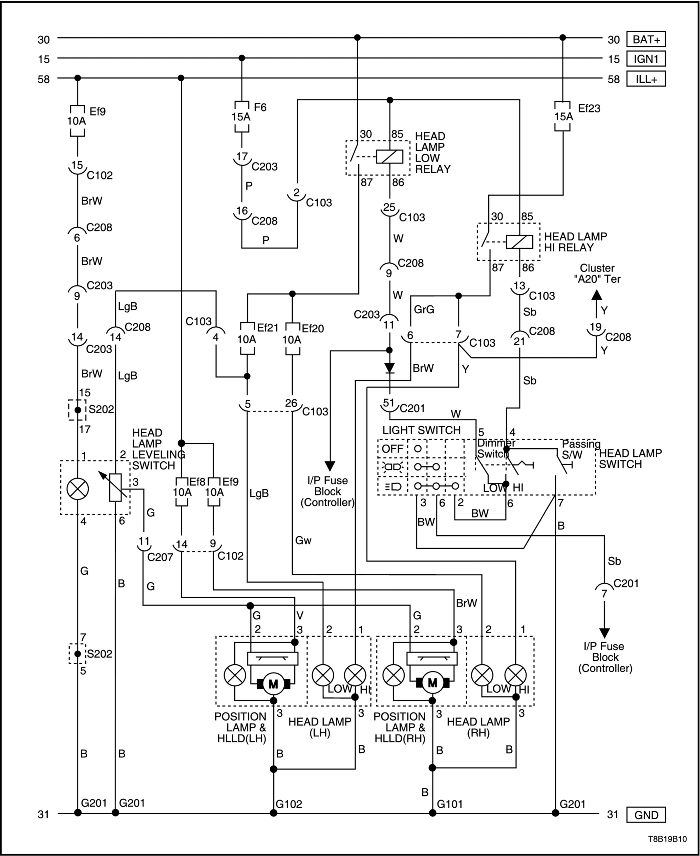 30 30 BAT+
15 15 IGN1
58 58 ILL+
Ef9
10A
F6
15A
Ef23
15A
30 85
HEAD
LAMP
LOW
RELAY
87 86
15 C102
17 C203
P
2 C103
25 C103
BrW
16 C208
P
W
30 85
HEAD LAMP
HI RELAY
87 86
6 C208
BrW
9 C208
W
Cluster
"A20" Ter
13 C103
Sb
Y
9 C203
LgB
C103
4
C203
11
GrG
19 C208
14 C203
14 C208
Ef21
10A
Ef20
10A
6 7 C103
21 C208
Y
BrW
LgB
BrW
Y
Sb
15
S202
17
5 26 C103
51 C201
W
LIGHT SWITCH
5 4
HEAD
LAMP
LEVELING
SWITCH
1 2
3
OFF
Dimmer
Switch
Passing
S/W
HEAD LAMP
SWITCH
LOW HI
Ef8
10A
Ef9
10A
LgB
I/P Fuse
Block
(Controller)
3 6 2 6 7
4 6
G
BW
BW
B
Gw
11 C207
14 9 C102
Sb
G
B
G
C201
7
BrW
G V
2 3 2 1
G
2 3 2 1
7
S202
5
I/P Fuse
Block
(Controller)
M
LOW HI
M
LOW HI
3 3 3 3
POSITION
LAMP &
HLLD(LH)
HEAD LAMP
(LH)
POSITION
LAMP &
HLLD(RH)
HEAD LAMP
(RH)
B B B B B B
B
G201 G201 G102 G101 G201
31 31 GND
T8B19B10